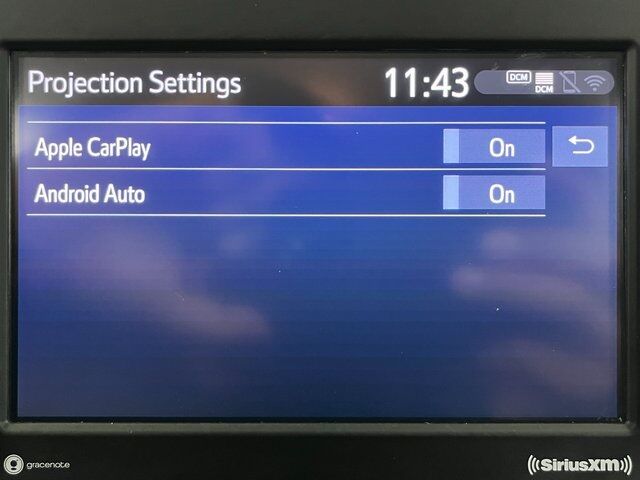 Projection Settings 11:43 DCM DCM
Apple CarPlay On
Android Auto On
gracenote SiriusXM